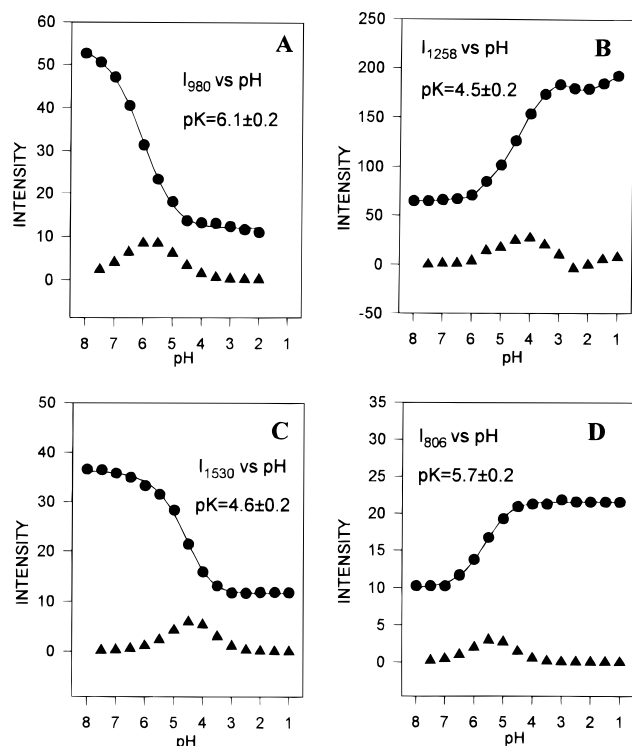 A
I980 vs pH
pK=6.1±0.2
INTENSITY
60
50
40
30
20
10
0
8 7 6 5 4 3 2 1
pH
B
I1258 vs pH
pK=4.5±0.2
INTENSITY
250
200
150
100
50
0
-50
8 7 6 5 4 3 2 1
pH
C
I1530 vs pH
pK=4.6±0.2
INTENSITY
50
40
30
20
10
0
8 7 6 5 4 3 2 1
pH
D
I806 vs pH
pK=5.7±0.2
INTENSITY
35
30
25
20
15
10
5
0
8 7 6 5 4 3 2 1
pH